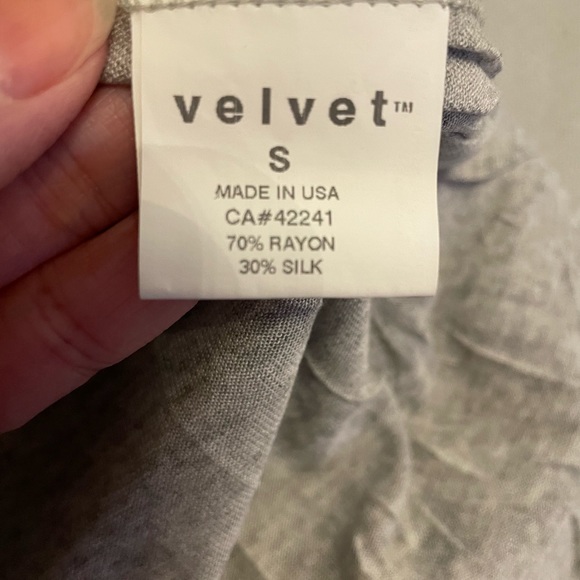 velvet™
S
MADE IN USA
CA#42241
70% RAYON
30% SILK